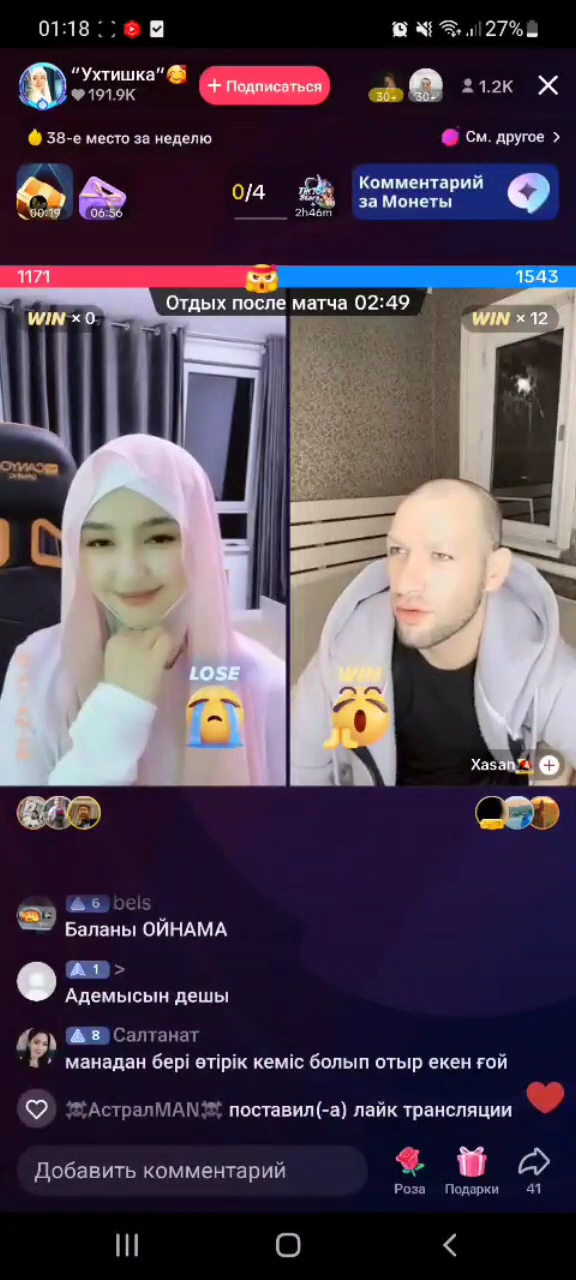 01:18
27%
“Ухтишка”🥰
191.9K
+ Подписаться
30+
30+
1.2K
38-е место за неделю
См. другое >
00:19
06:56
0/4
2h46m
Комментарий
за Монеты
1171
1543
Отдых после матча 02:49
WIN × 0
WIN × 12
LOSE
WIN
Xasan
6 bels
Баланы ОЙНАМА
1 >
Адемысын дешы
8 Салтанат
манадан бері өтірік кеміс болып отыр екен ғой
☠️АстралMAN☠️ поставил(-а) лайк трансляции
Добавить комментарий
Роза
Подарки
41